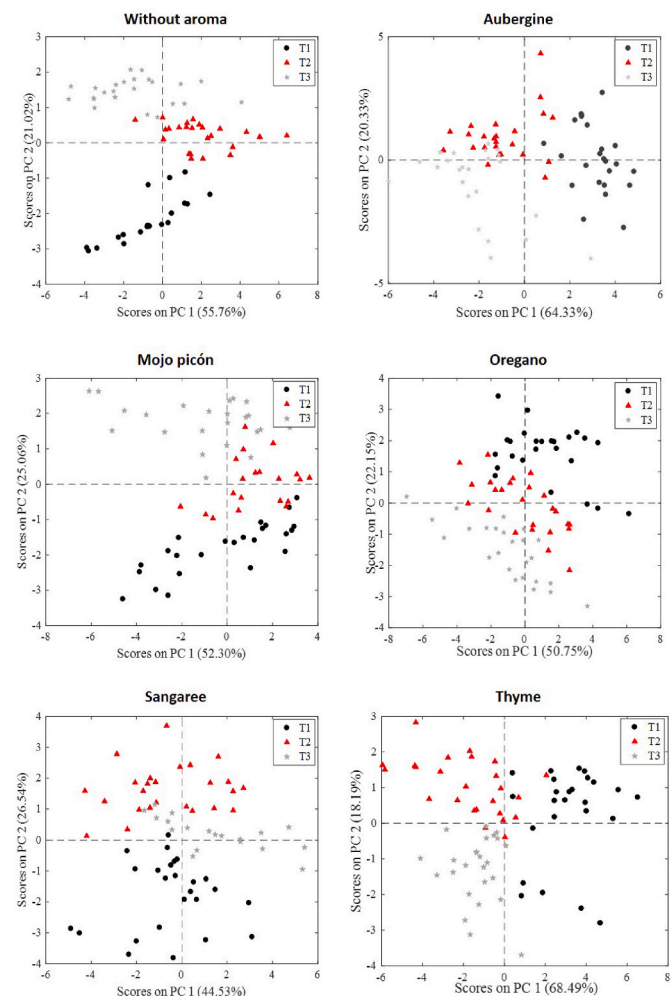 Without aroma
T1
T2
T3
3
2
1
0
-1
-2
-3
-4
-6 -4 -2 0 2 4 6 8
Scores on PC 2 (21.02%)
Scores on PC 1 (55.76%)
Aubergine
T1
T2
T3
5
0
-5
-6 -4 -2 0 2 4 6
Scores on PC 2 (20.33%)
Scores on PC 1 (64.33%)
Mojo picón
T1
T2
T3
3
2
1
0
-1
-2
-3
-4
-8 -6 -4 -2 0 2 4
Scores on PC 2 (25.06%)
Scores on PC 1 (52.30%)
Oregano
T1
T2
T3
4
3
2
1
0
-1
-2
-3
-4
-8 -6 -4 -2 0 2 4 6 8
Scores on PC 2 (22.15%)
Scores on PC 1 (50.75%)
Sangaree
T1
T2
T3
4
3
2
1
0
-1
-2
-3
-4
-6 -4 -2 0 2 4 6
Scores on PC 2 (26.54%)
Scores on PC 1 (44.53%)
Thyme
T1
T2
T3
3
2
1
0
-1
-2
-3
-4
-6 -4 -2 0 2 4 6 8
Scores on PC 2 (18.19%)
Scores on PC 1 (68.49%)